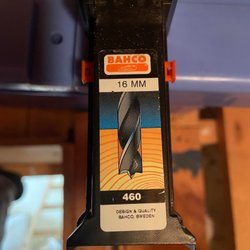 BAHCO
16 MM
460
DESIGN & QUALITY
BAHCO, SWEDEN